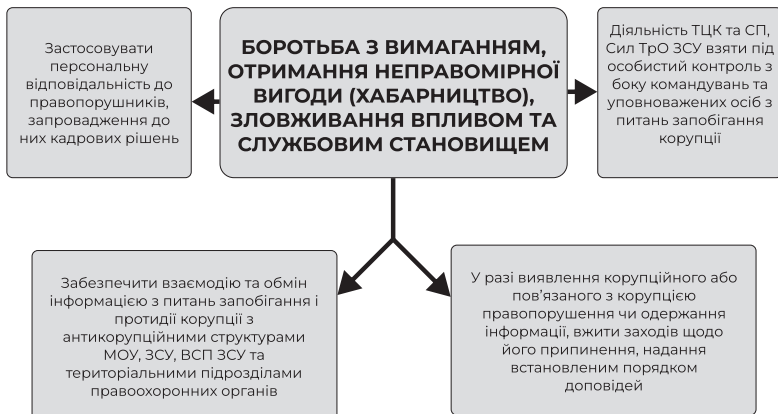 Застосовувати
персональну
відповідальність до
правопорушників,
запровадження до
них кадрових рішень
БОРОТЬБА З ВИМАГАННЯМ,
ОТРИМАННЯ НЕПРАВОМІРНОЇ
ВИГОДИ (ХАБАРНИЦТВО),
ЗЛОВЖИВАННЯ ВПЛИВОМ ТА
СЛУЖБОВИМ СТАНОВИЩЕМ
Діяльність ТЦК та СП,
Сил ТрО ЗСУ взяти під
особистий контроль з
боку командувань та
уповноважених осіб з
питань запобігання
корупції
Забезпечити взаємодію та обмін
інформацією з питань запобігання і
протидії корупції з
антикорупційними структурами
МОУ, ЗСУ, ВСП ЗСУ та
територіальними підрозділами
правоохоронних органів
У разі виявлення корупційного або
пов’язаного з корупцією
правопорушення чи одержання
інформації, вжити заходів щодо
його припинення, надання
встановленим порядком
доповідей